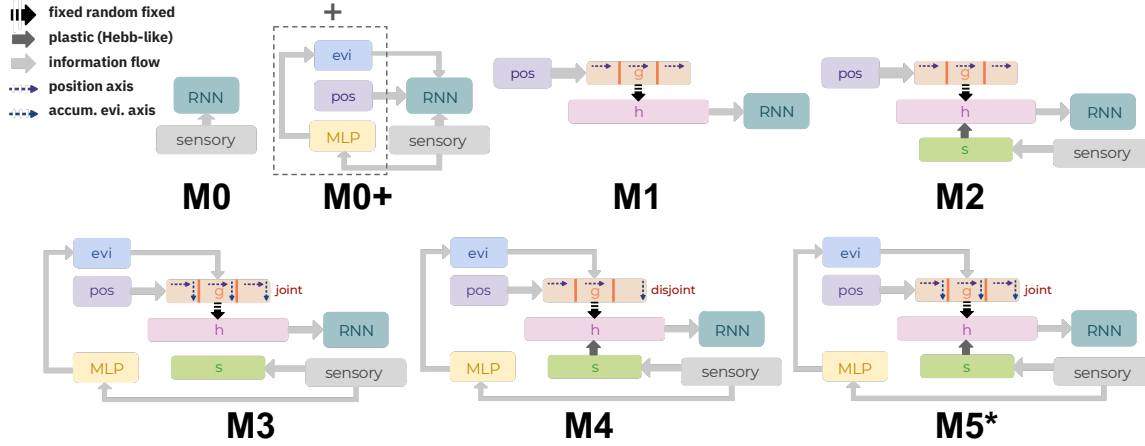 fixed random fixed
plastic (Hebb-like)
information flow
position axis
accum. evi. axis
RNN
sensory
M0
+
evi
pos
RNN
MLP
sensory
M0+
pos
g
h
RNN
M1
pos
g
h
RNN
s
sensory
M2
evi
pos
g
joint
h
RNN
MLP
s
sensory
M3
evi
pos
g
disjoint
h
RNN
MLP
s
sensory
M4
evi
pos
g
joint
h
RNN
MLP
s
sensory
M5*